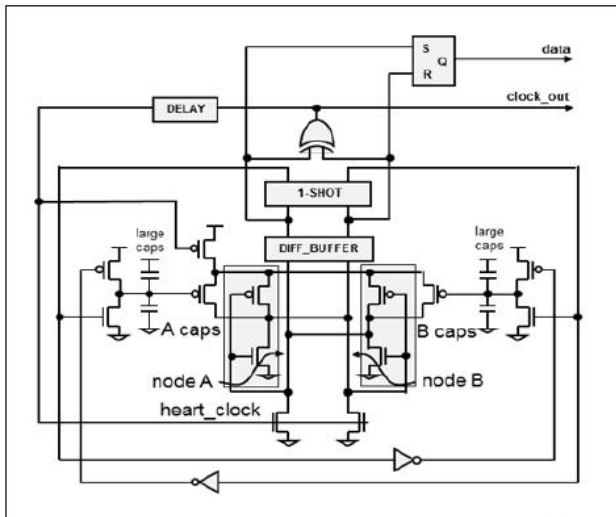 S
Q
R
data
clock_out
DELAY
1-SHOT
DIFF_BUFFER
large
caps
large
caps
A caps
B caps
node A
node B
heart_clock